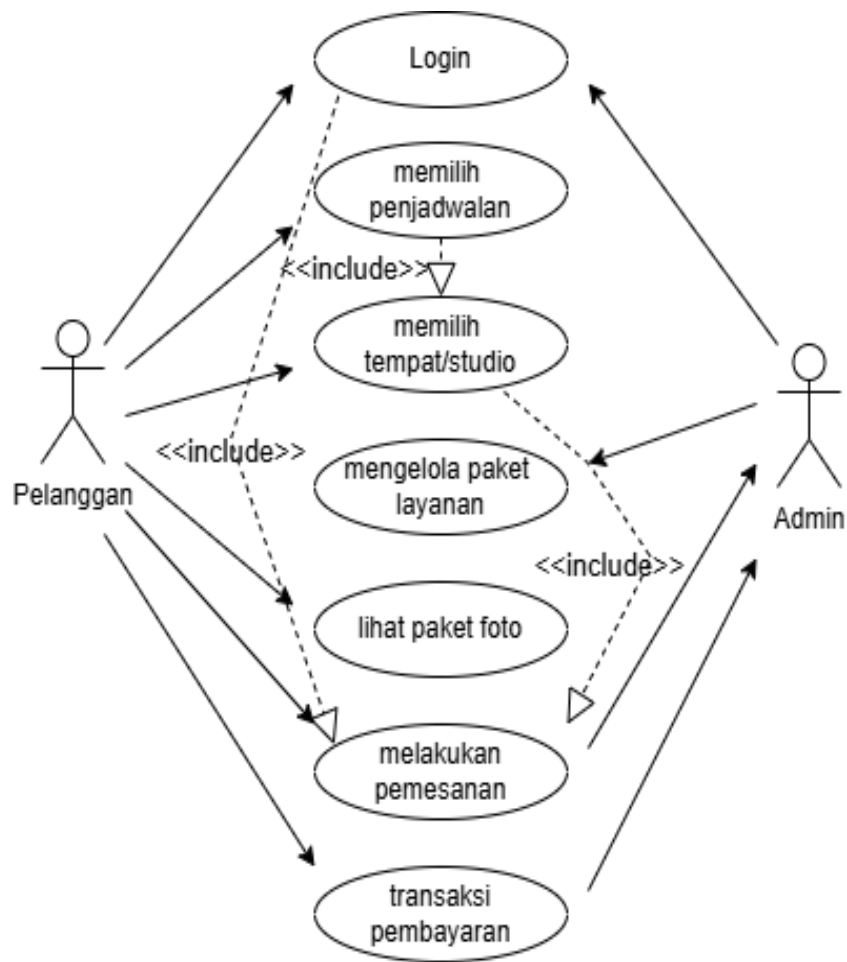 Login
memilih
penjadwalan
<<include>>
memilih
tempat/studio
<<include>>
mengelola paket
layanan
Pelanggan
Admin
<<include>>
lihat paket foto
melakukan
pemesanan
transaksi
pembayaran